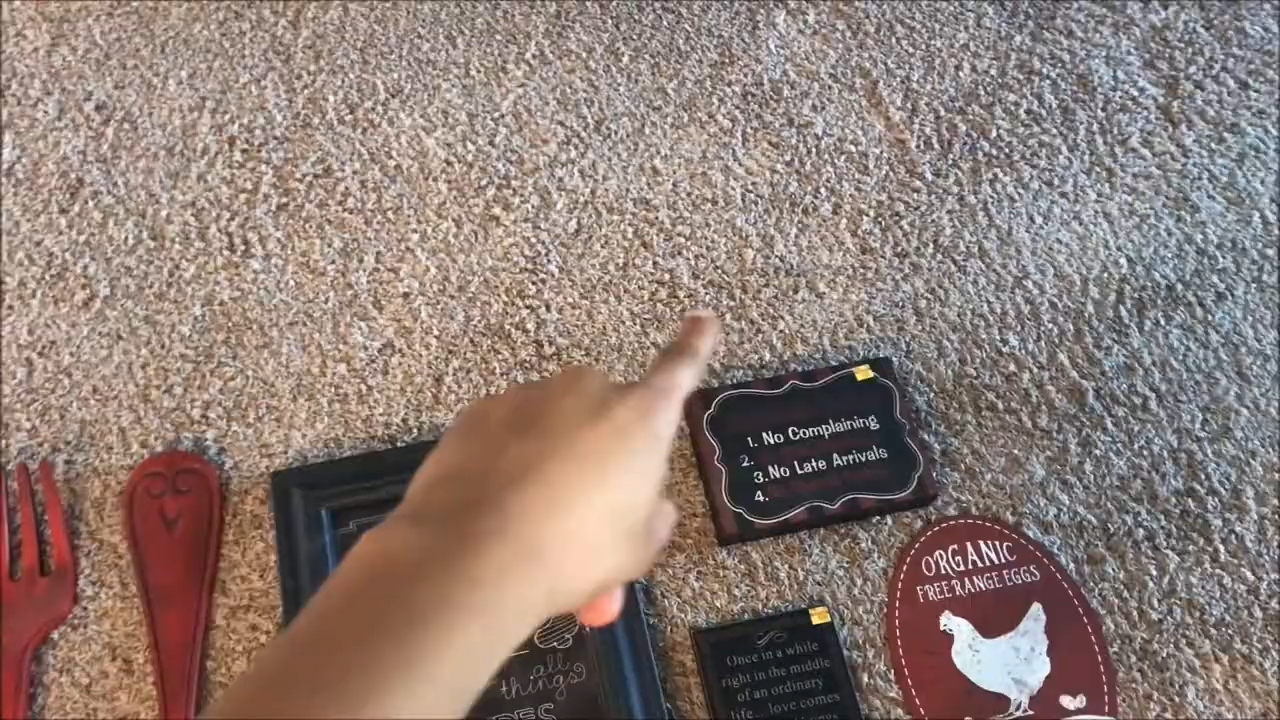 1. No Complaining
2.
3. No Late Arrivals
4.
ORGANIC
FREE RANGE EGGS
Once in a while
right in the middle
of an ordinary
life... love comes
all
things